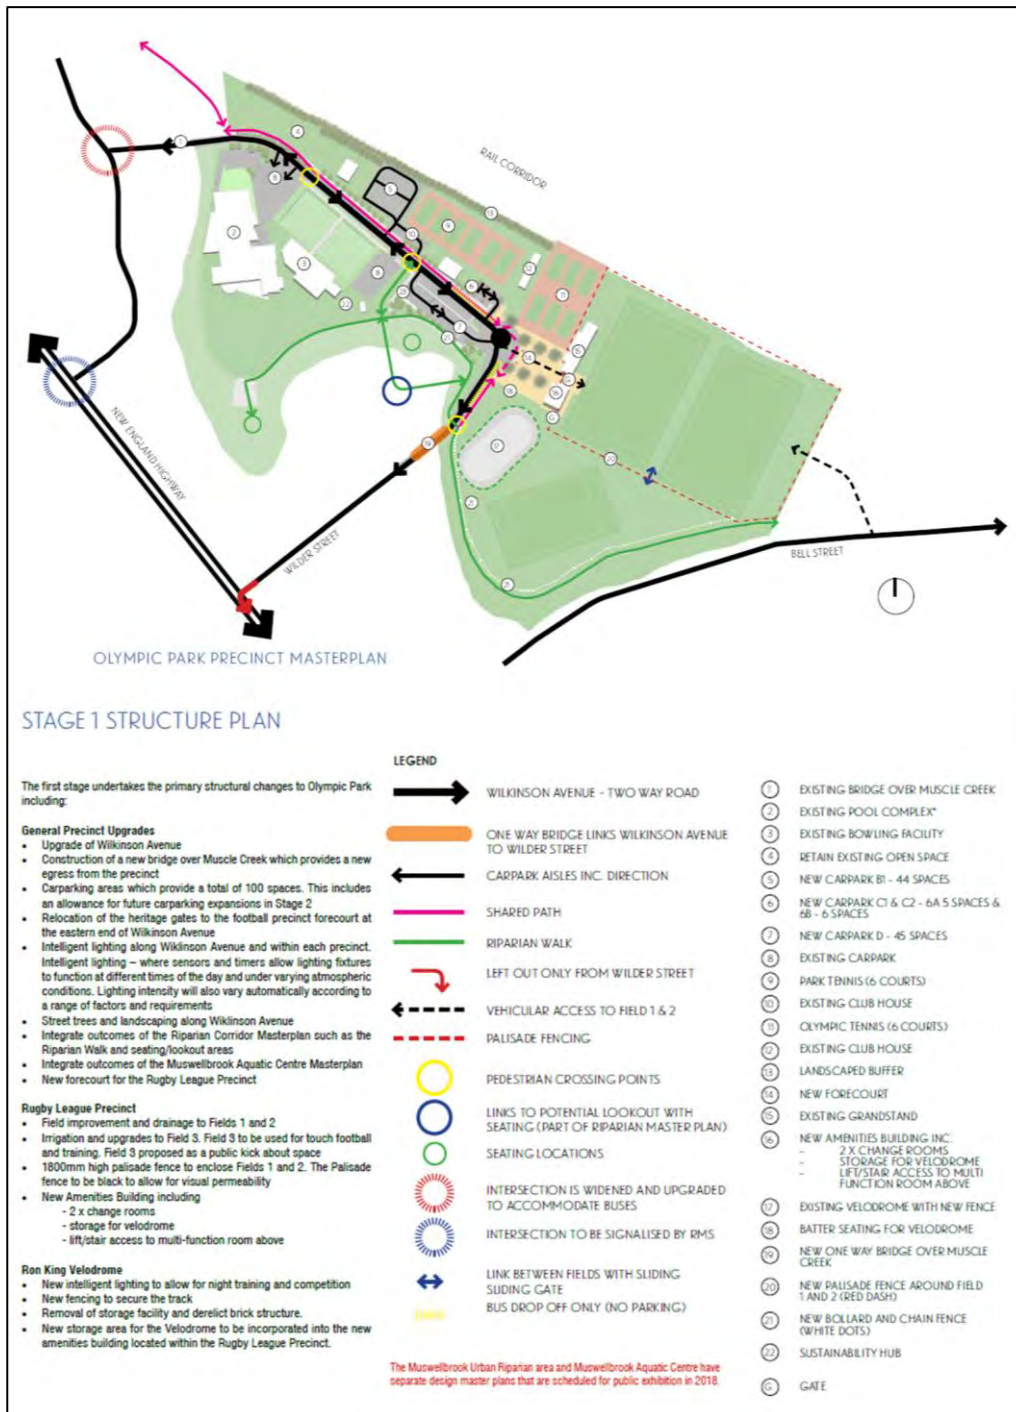 RAIL CORRIDOR
NEW ENGLAND HIGHWAY
WILDER STREET
BELL STREET
OLYMPIC PARK PRECINCT MASTERPLAN
STAGE 1 STRUCTURE PLAN
The first stage undertakes the primary structural changes to Olympic Park
including:
General Precinct Upgrades
• Upgrade of Wilkinson Avenue
• Construction of a new bridge over Muscle Creek which provides a new
egress from the precinct
• Carparking areas which provide a total of 100 spaces. This includes
an allowance for future carparking expansions in Stage 2
• Relocation of the heritage gates to the football precinct forecourt at
the eastern end of Wilkinson Avenue
• Intelligent lighting along Wiklinson Avenue and within each precinct.
Intelligent lighting – where sensors and timers allow lighting fixtures
to function at different times of the day and under varying atmospheric
conditions. Lighting intensity will also vary automatically according to
a range of factors and requirements
• Street trees and landscaping along Wiklinson Avenue
• Integrate outcomes of the Riparian Corridor Masterplan such as the
Riparian Walk and seating/lookout areas
• Integrate outcomes of the Muswellbrook Aquatic Centre Masterplan
• New forecourt for the Rugby League Precinct
Rugby League Precinct
• Field improvement and drainage to Fields 1 and 2
• Irrigation and upgrades to Field 3. Field 3 to be used for touch football
and training. Field 3 proposed as a public kick about space
• 1800mm high palisade fence to enclose Fields 1 and 2. The Palisade
fence to be black to allow for visual permeability
• New Amenities Building including
- 2 x change rooms
- storage for velodrome
- lift/stair access to multi-function room above
Ron King Velodrome
• New intelligent lighting to allow for night training and competition
• New fencing to secure the track
• Removal of storage facility and derelict brick structure.
• New storage area for the Velodrome to be incorporated into the new
amenities building located within the Rugby League Precinct.
LEGEND
WILKINSON AVENUE - TWO WAY ROAD
ONE WAY BRIDGE LINKS WILKINSON AVENUE
TO WILDER STREET
CARPARK AISLES INC. DIRECTION
SHARED PATH
RIPARIAN WALK
LEFT OUT ONLY FROM WILDER STREET
VEHICULAR ACCESS TO FIELD 1 & 2
PALISADE FENCING
PEDESTRIAN CROSSING POINTS
LINKS TO POTENTIAL LOOKOUT WITH
SEATING (PART OF RIPARIAN MASTER PLAN)
SEATING LOCATIONS
INTERSECTION IS WIDENED AND UPGRADED
TO ACCOMMODATE BUSES
INTERSECTION TO BE SIGNALISED BY RMS
LINK BETWEEN FIELDS WITH SLIDING
SLIDING GATE
BUS DROP OFF ONLY (NO PARKING)
The Muswellbrook Urban Riparian area and Muswellbrook Aquatic Centre have
separate design master plans that are scheduled for public exhibition in 2018.
1 EXISTING BRIDGE OVER MUSCLE CREEK
2 EXISTING POOL COMPLEX*
3 EXISTING BOWLING FACILITY
4 RETAIN EXISTING OPEN SPACE
5 NEW CARPARK B1 - 44 SPACES
6 NEW CARPARK C1 & C2 - 6A 5 SPACES &
6B - 6 SPACES
7 NEW CARPARK D - 45 SPACES
8 EXISTING CARPARK
9 PARK TENNIS (6 COURTS)
10 EXISTING CLUB HOUSE
11 OLYMPIC TENNIS (6 COURTS)
12 EXISTING CLUB HOUSE
13 LANDSCAPED BUFFER
14 NEW FORECOURT
15 EXISTING GRANDSTAND
16 NEW AMENITIES BUILDING INC.
- 2 X CHANGE ROOMS
- STORAGE FOR VELODROME
- LIFT/STAIR ACCESS TO MULTI
FUNCTION ROOM ABOVE
17 EXISTING VELODROME WITH NEW FENCE
18 BATTER SEATING FOR VELODROME
19 NEW ONE WAY BRIDGE OVER MUSCLE
CREEK
20 NEW PALISADE FENCE AROUND FIELD
1 AND 2 (RED DASH)
21 NEW BOLLARD AND CHAIN FENCE
(WHITE DOTS)
22 SUSTAINABILITY HUB
G GATE